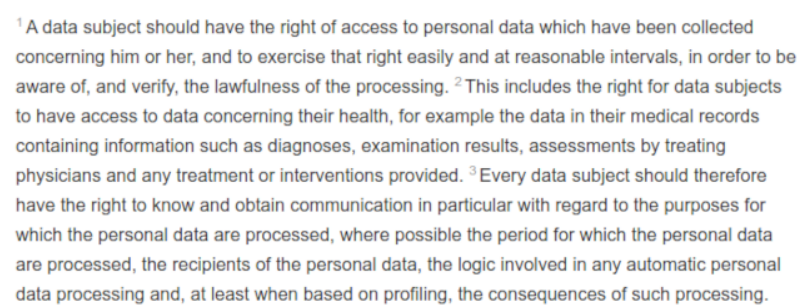 ¹ A data subject should have the right of access to personal data which have been collected
concerning him or her, and to exercise that right easily and at reasonable intervals, in order to be
aware of, and verify, the lawfulness of the processing. ² This includes the right for data subjects
to have access to data concerning their health, for example the data in their medical records
containing information such as diagnoses, examination results, assessments by treating
physicians and any treatment or interventions provided. ³ Every data subject should therefore
have the right to know and obtain communication in particular with regard to the purposes for
which the personal data are processed, where possible the period for which the personal data
are processed, the recipients of the personal data, the logic involved in any automatic personal
data processing and, at least when based on profiling, the consequences of such processing.